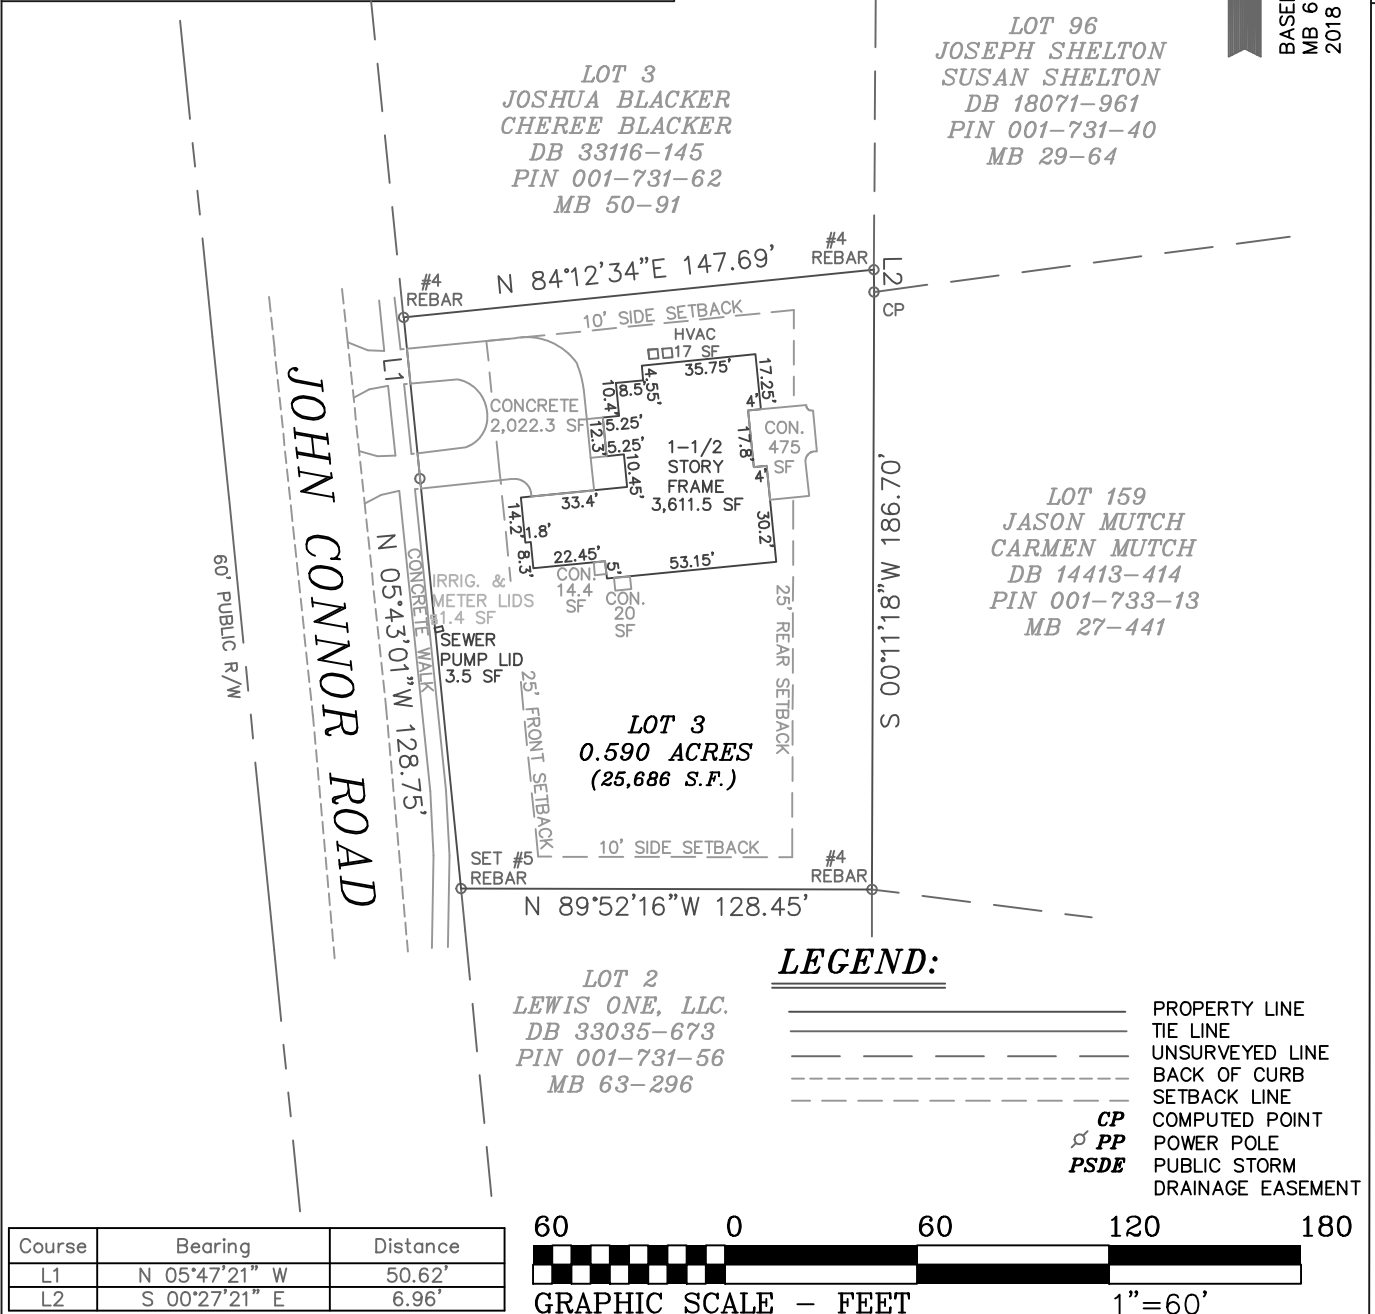 BASE
MB 6
2018
LOT 96
JOSEPH SHELTON
SUSAN SHELTON
DB 18071-961
PIN 001-731-40
MB 29-64
LOT 3
JOSHUA BLACKER
CHEREE BLACKER
DB 33116-145
PIN 001-731-62
MB 50-91
#4
REBAR
N 84°12'34"E 147.69'
#4
REBAR
L2
CP
10' SIDE SETBACK
HVAC
17 SF
35.75'
17.25'
4.55'
8.5'
10.4'
4'
L1
CONCRETE
2,022.3 SF
5.25'
12.3'
5.25'
10.45'
1-1/2
STORY
FRAME
3,611.5 SF
17.8'
CON.
475
SF
4'
33.4'
14.2'
1.8'
8.3'
22.45'
5'
53.15'
30.2'
CON.
14.4
SF
CON.
20
SF
JOHN CONNOR ROAD
60' PUBLIC R/W
N 05°43'01"W 128.75'
CONCRETE WALK
IRRIG. &
METER LIDS
1.4 SF
SEWER
PUMP LID
3.5 SF
25' FRONT SETBACK
25' REAR SETBACK
S 00°11'18"W 186.70'
LOT 159
JASON MUTCH
CARMEN MUTCH
DB 14413-414
PIN 001-733-13
MB 27-441
LOT 3
0.590 ACRES
(25,686 S.F.)
10' SIDE SETBACK
SET #5
REBAR
#4
REBAR
N 89°52'16"W 128.45'
LOT 2
LEWIS ONE, LLC.
DB 33035-673
PIN 001-731-56
MB 63-296
LEGEND:
PROPERTY LINE
TIE LINE
UNSURVEYED LINE
BACK OF CURB
SETBACK LINE
CP COMPUTED POINT
PP POWER POLE
PSDE PUBLIC STORM
DRAINAGE EASEMENT
Course Bearing Distance
L1 N 05°47'21" W 50.62'
L2 S 00°27'21" E 6.96'
60 0 60 120 180
GRAPHIC SCALE - FEET 1"=60'